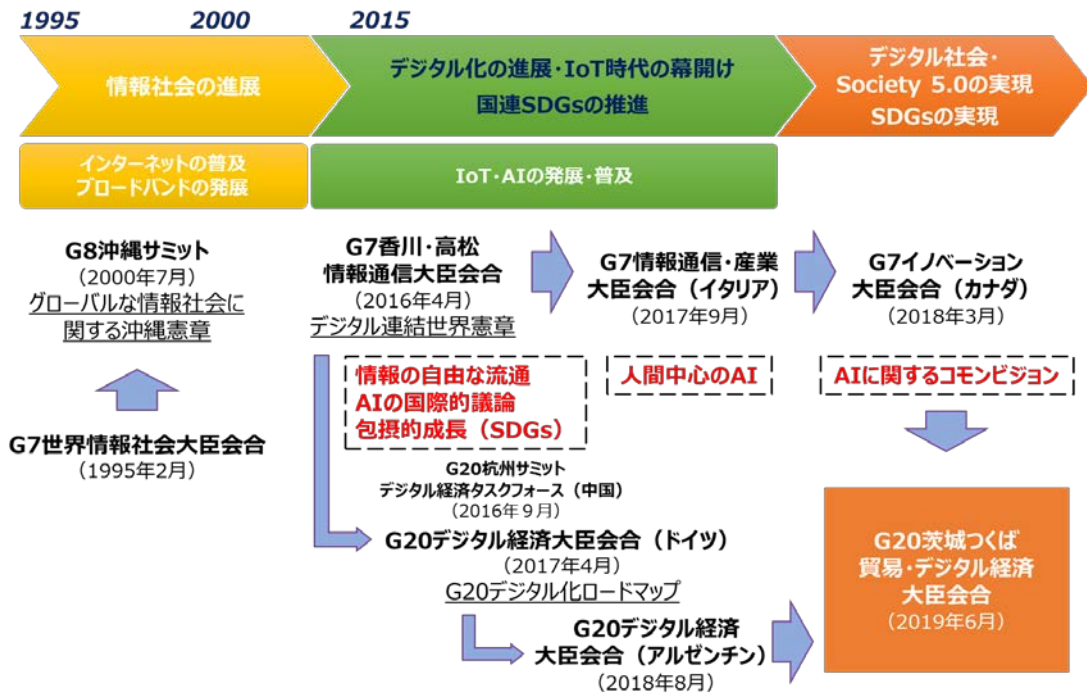 1995
2000
2015
情報社会の進展
デジタル化の進展・IoT時代の幕開け
国連SDGsの推進
デジタル社会・
Society 5.0の実現
SDGsの実現
インターネットの普及
ブロードバンドの発展
IoT・AIの発展・普及
G8沖縄サミット
(2000年7月)
グローバルな情報社会に
関する沖縄憲章
G7世界情報社会大臣会合
(1995年2月)
G7香川・高松
情報通信大臣会合
(2016年4月)
デジタル連結世界憲章
G7情報通信・産業
大臣会合（イタリア）
(2017年9月)
G7イノベーション
大臣会合（カナダ）
(2018年3月)
情報の自由な流通
AIの国際的議論
包摂的成長（SDGs）
人間中心のAI
AIに関するコモンビジョン
G20杭州サミット
デジタル経済タスクフォース（中国）
(2016年９月)
G20デジタル経済大臣会合（ドイツ）
(2017年4月)
G20デジタル化ロードマップ
G20デジタル経済
大臣会合（アルゼンチン）
(2018年8月)
G20茨城つくば
貿易・デジタル経済
大臣会合
(2019年6月)